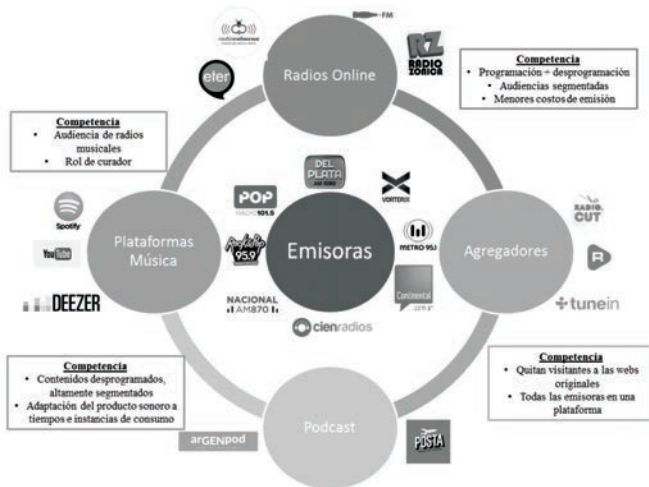 FM
radiocolmena
eter
RZ
RADIO
ZONICA
Radios Online
Competencia
• Programación + desprogramación
• Audiencias segmentadas
• Menores costos de emisión
Competencia
• Audiencia de radios
musicales
• Rol de curador
DEL
PLATA
POP
RADIO 101.5
VORTERIX
Spotify
YouTube
DEEZER
Plataformas
Música
Rock&Pop
95.9
Emisoras
METRO 95.1
Agregadores
RADIO
CUT
R
tunein
NACIONAL
AM870
Continental
cienradios
Competencia
• Contenidos desprogramados,
altamente segmentados
• Adaptación del producto sonoro a
tiempos e instancias de consumo
Competencia
• Quitan visitantes a las webs
originales
• Todas las emisoras en una
plataforma
arGENpod
Podcast
POSTA